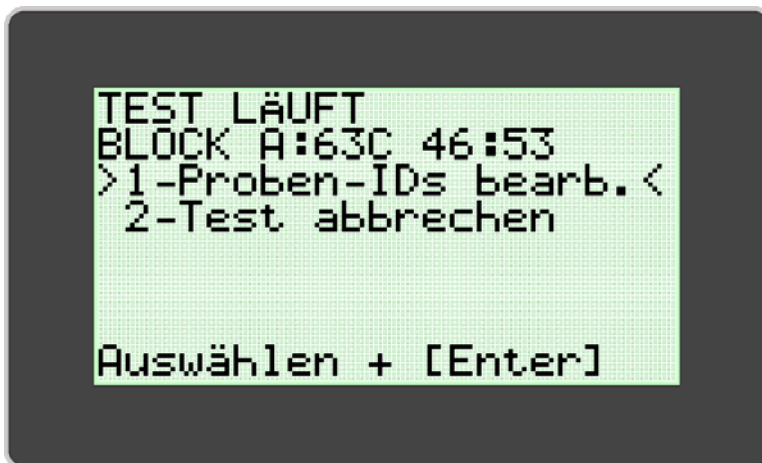 TEST LÄUFT
BLOCK A:63C 46:53
>1-Proben-IDs bearb.<
2-Test abbrechen
Auswählen + [Enter]